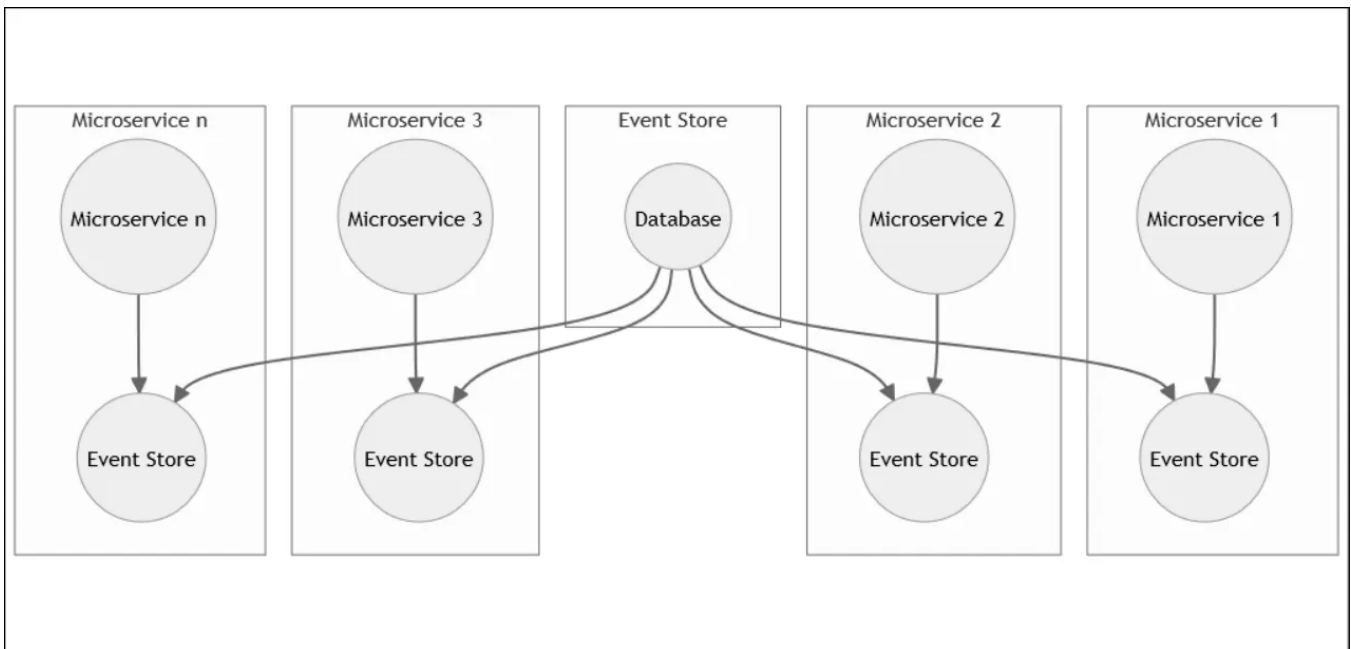 Microservice n
Microservice 3
Event Store
Microservice 2
Microservice 1
Microservice n
Microservice 3
Database
Microservice 2
Microservice 1
Event Store
Event Store
Event Store
Event Store